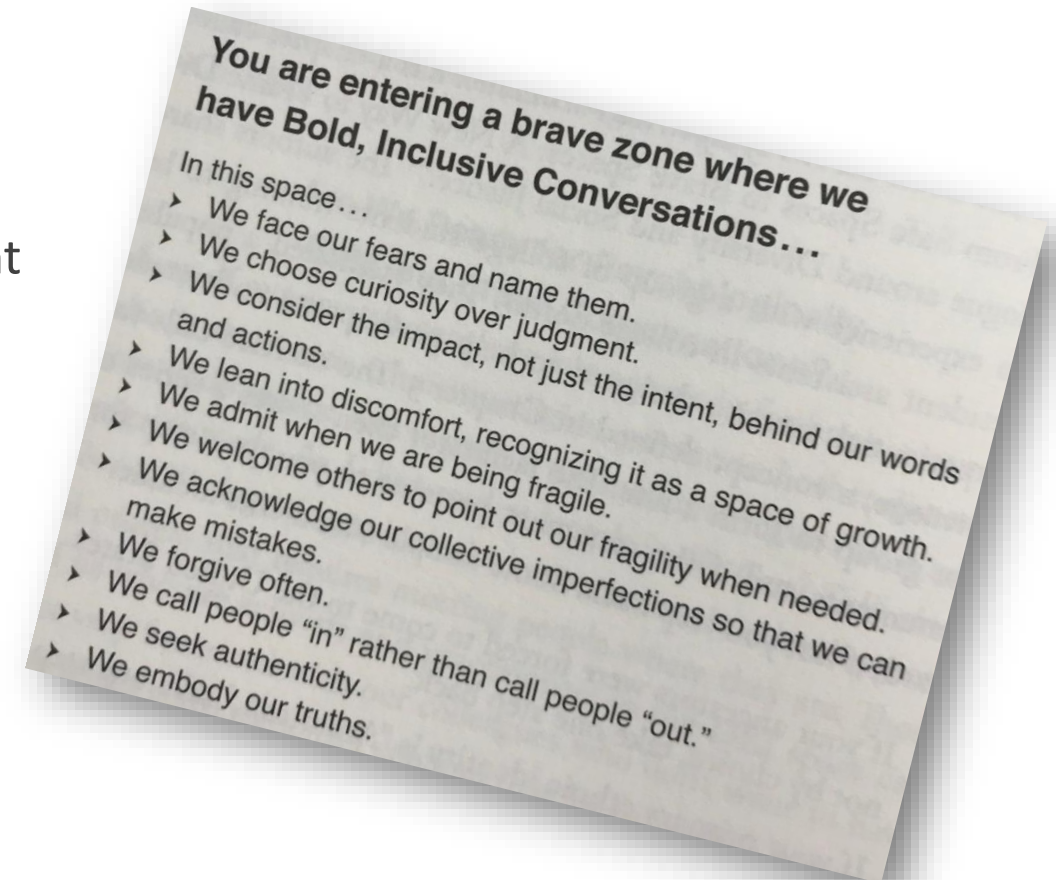 You are entering a brave zone where we
have Bold, Inclusive Conversations...
In this space...
➤ We face our fears and name them.
➤ We choose curiosity over judgment.
➤ We consider the impact, not just the intent, behind our words
and actions.
➤ We lean into discomfort, recognizing it as a space of growth.
➤ We admit when we are being fragile.
➤ We welcome others to point out our fragility when needed.
➤ We acknowledge our collective imperfections so that we can
make mistakes.
➤ We forgive often.
➤ We call people “in” rather than call people “out.”
➤ We seek authenticity.
➤ We embody our truths.